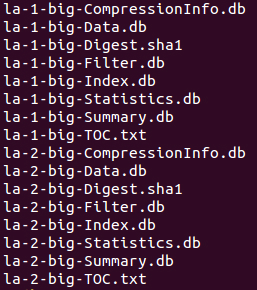 la-1-big-CompressionInfo.db
la-1-big-Data.db
la-1-big-Digest.sha1
la-1-big-Filter.db
la-1-big-Index.db
la-1-big-Statistics.db
la-1-big-Summary.db
la-1-big-TOC.txt
la-2-big-CompressionInfo.db
la-2-big-Data.db
la-2-big-Digest.sha1
la-2-big-Filter.db
la-2-big-Index.db
la-2-big-Statistics.db
la-2-big-Summary.db
la-2-big-TOC.txt